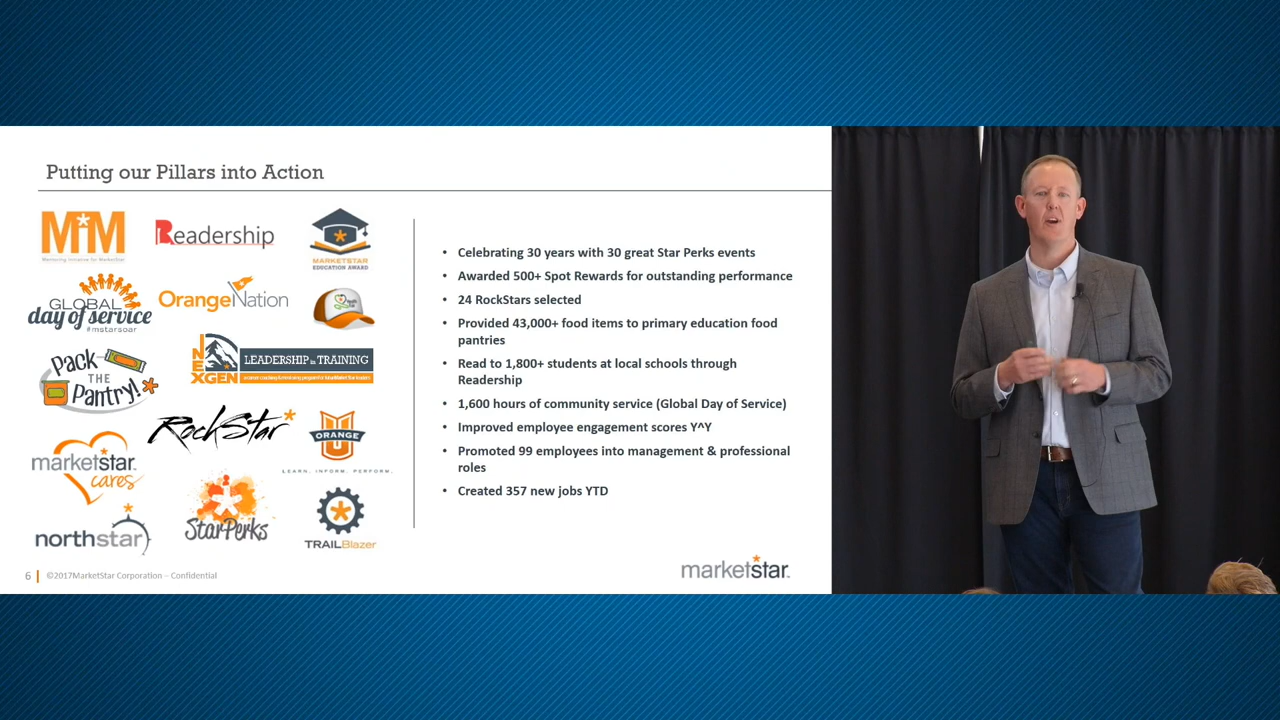 Putting our Pillars into Action
MiM
Mentoring Initiative for MarketStar
Readership
MARKETSTAR
EDUCATION AWARD
GLOBAL
day of service
#mstarsoar
OrangeNation
Pack
THE
Pantry!
NEXGEN
LEADERSHIP in TRAINING
RockStar
U
ORANGE
LEARN. INFORM. PERFORM.
marketstar
cares
StarPerks
northstar
TRAILBlazer
• Celebrating 30 years with 30 great Star Perks events
• Awarded 500+ Spot Rewards for outstanding performance
• 24 RockStars selected
• Provided 43,000+ food items to primary education food
pantries
• Read to 1,800+ students at local schools through
Readership
• 1,600 hours of community service (Global Day of Service)
• Improved employee engagement scores Y^Y
• Promoted 99 employees into management & professional
roles
• Created 357 new jobs YTD
6
©2017MarketStar Corporation – Confidential
marketstar